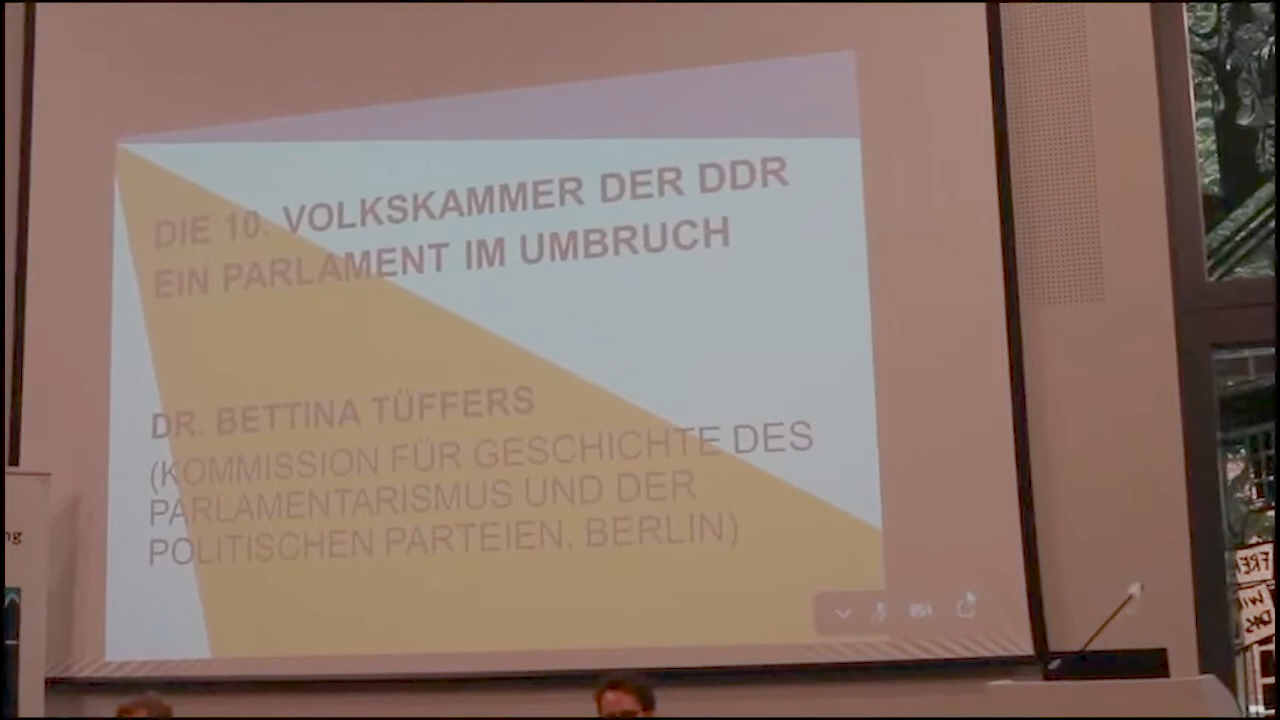 DIE 10. VOLKSKAMMER DER DDR
EIN PARLAMENT IM UMBRUCH
DR. BETTINA TÜFFERS
(KOMMISSION FÜR GESCHICHTE DES
PARLAMENTARISMUS UND DER
POLITISCHEN PARTEIEN, BERLIN)
ng